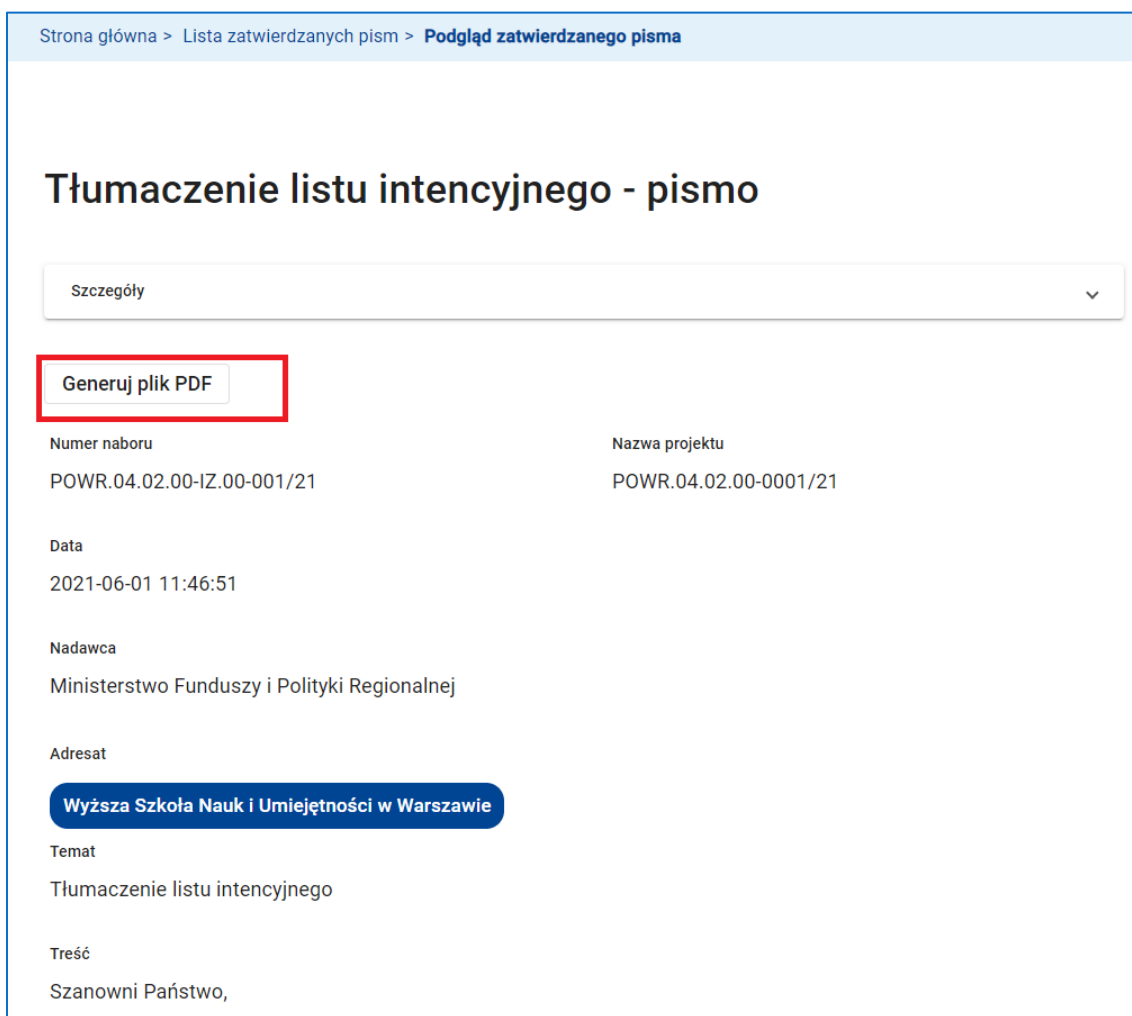 Strona główna > Lista zatwierdzanych pism > Podgląd zatwierdzanego pisma
Tłumaczenie listu intencyjnego - pismo
Szczegóły
Generuj plik PDF
Numer naboru
POWR.04.02.00-IZ.00-001/21
Nazwa projektu
POWR.04.02.00-0001/21
Data
2021-06-01 11:46:51
Nadawca
Ministerstwo Funduszy i Polityki Regionalnej
Adresat
Wyższa Szkoła Nauk i Umiejętności w Warszawie
Temat
Tłumaczenie listu intencyjnego
Treść
Szanowni Państwo,